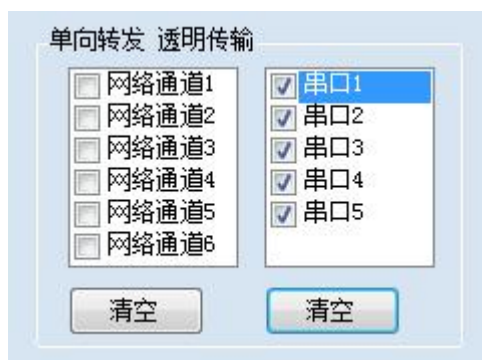 单向转发 透明传输
网络通道1
网络通道2
网络通道3
网络通道4
网络通道5
网络通道6
串口1
串口2
串口3
串口4
串口5
清空
清空